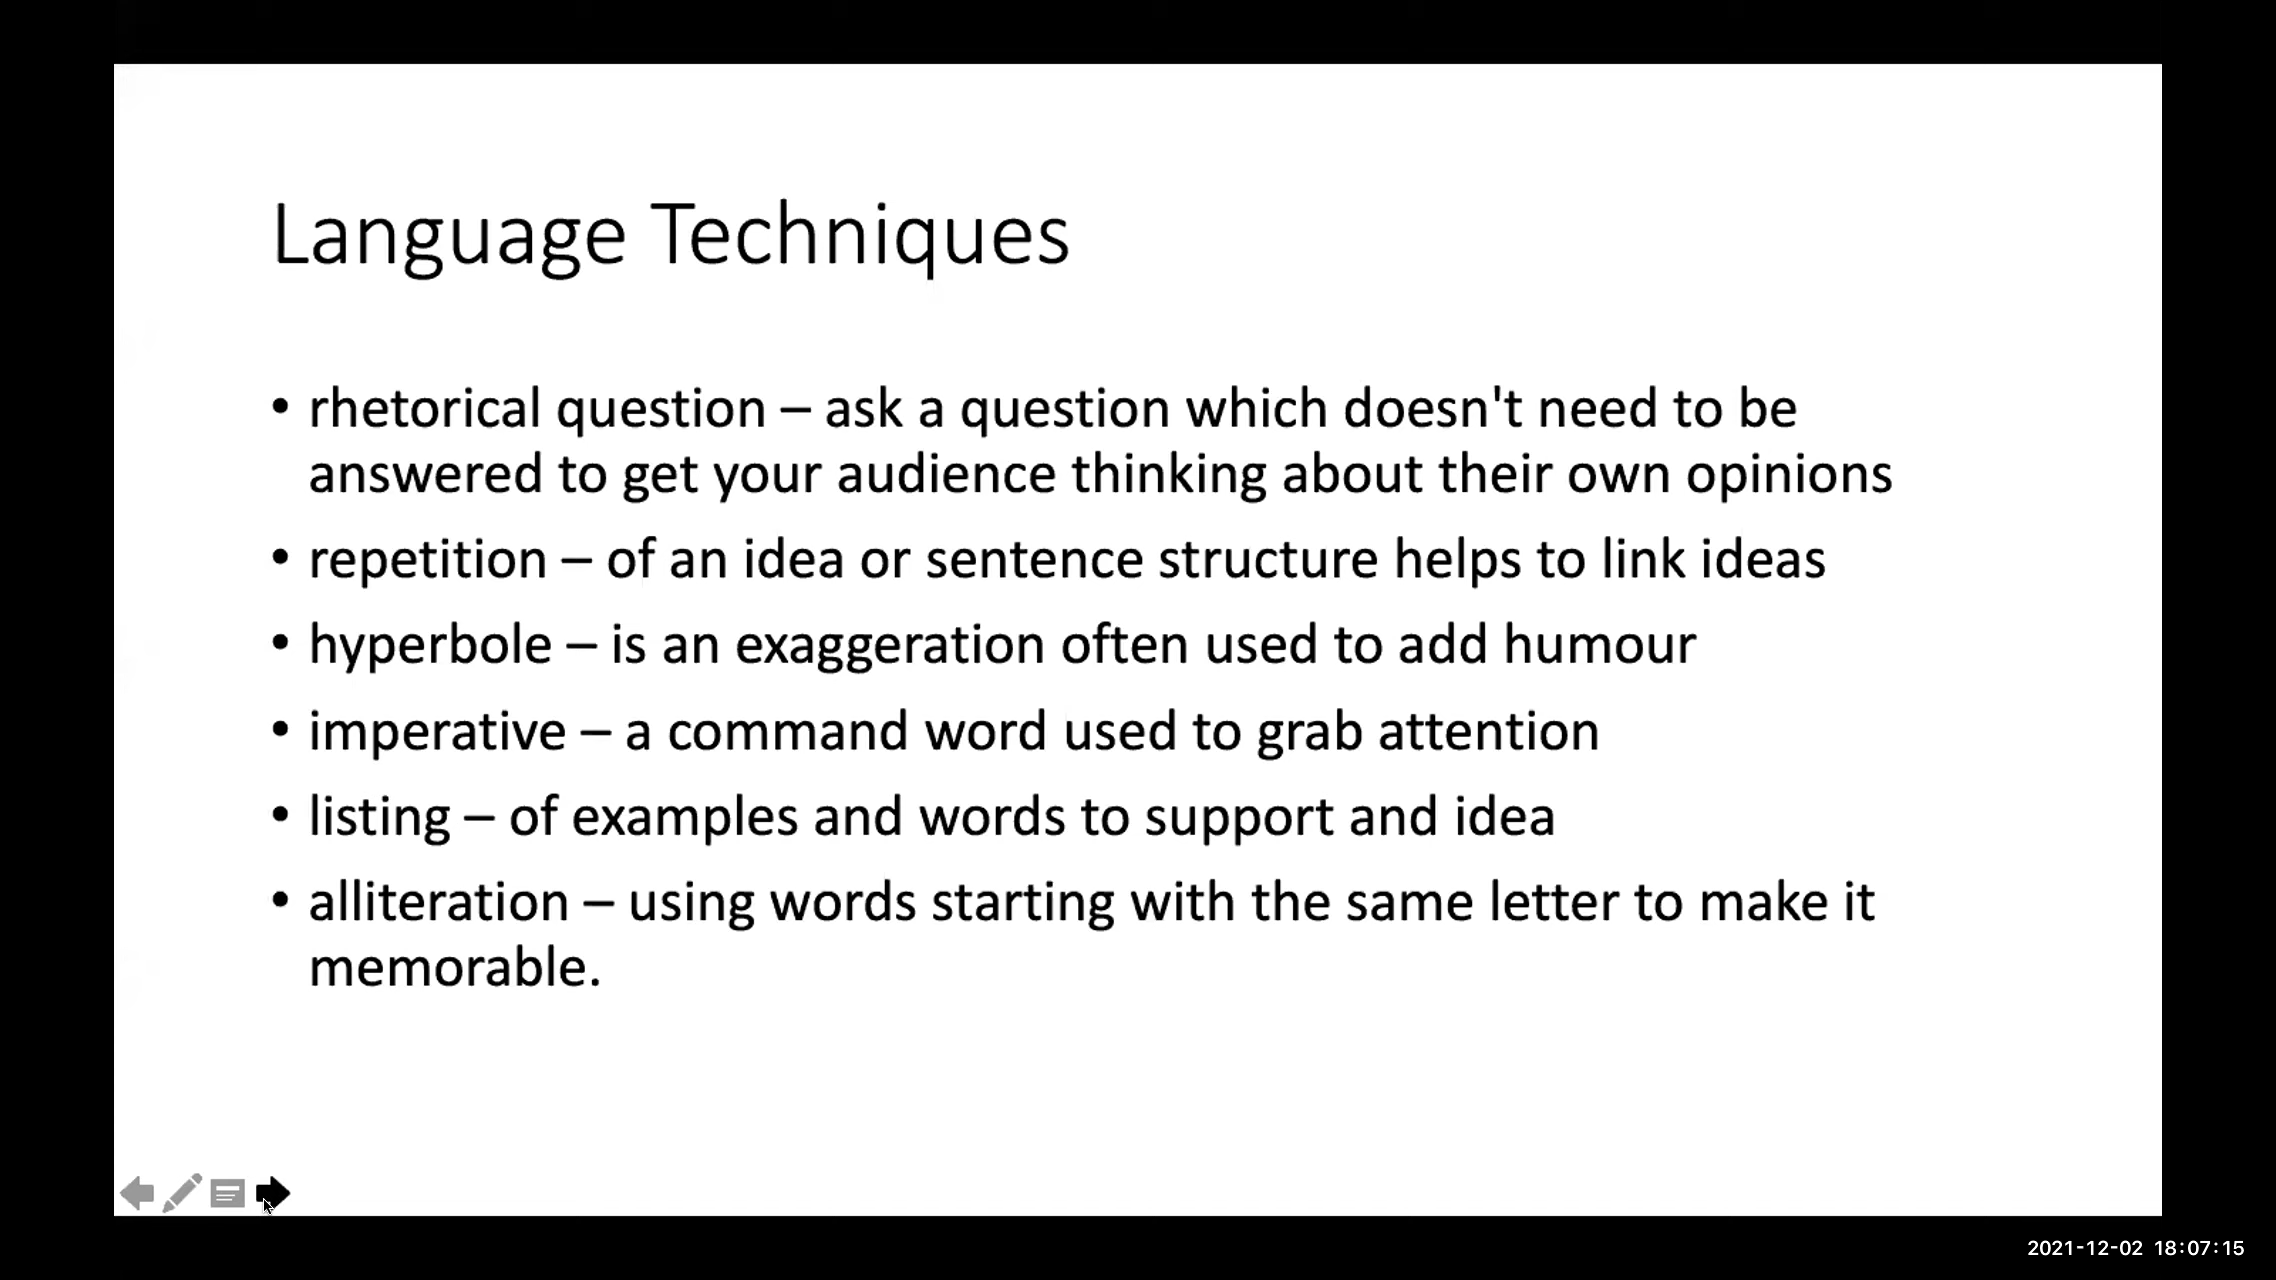 Language Techniques
• rhetorical question – ask a question which doesn't need to be
answered to get your audience thinking about their own opinions
• repetition – of an idea or sentence structure helps to link ideas
• hyperbole – is an exaggeration often used to add humour
• imperative – a command word used to grab attention
• listing – of examples and words to support and idea
• alliteration – using words starting with the same letter to make it
memorable.
2021-12-02 18:07:15